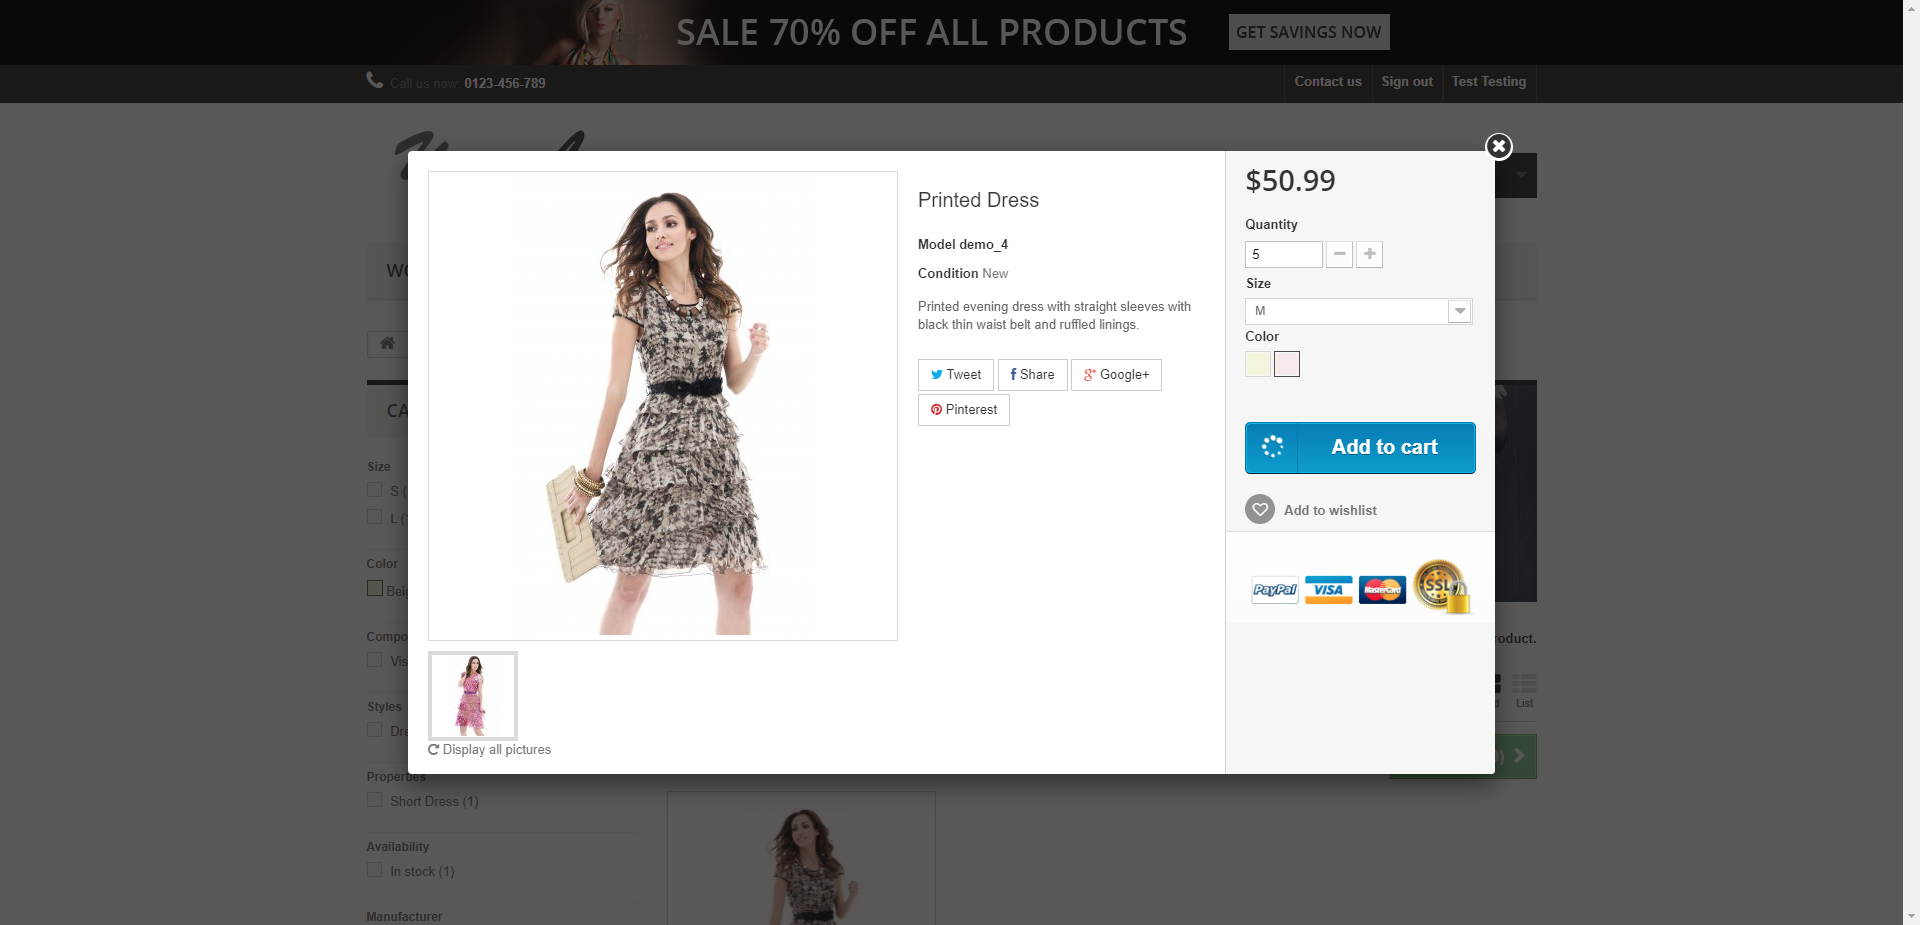 SALE 70% OFF ALL PRODUCTS
GET SAVINGS NOW
Call us now: 0123-456-789
Contact us
Sign out
Test Testing
$50.99
Printed Dress
Quantity
Model demo_4
5
Condition New
Size
Printed evening dress with straight sleeves with
black thin waist belt and ruffled linings.
M
Color
Tweet
Share
Google+
Pinterest
Add to cart
Add to wishlist
PayPal
VISA
MasterCard
SSL
Display all pictures
WO
CA
Size
S (
L (
Color
Beig
Compo
Vis
Styles
Dre
Properties
Short Dress (1)
Availability
In stock (1)
Manufacturer
roduct.
List